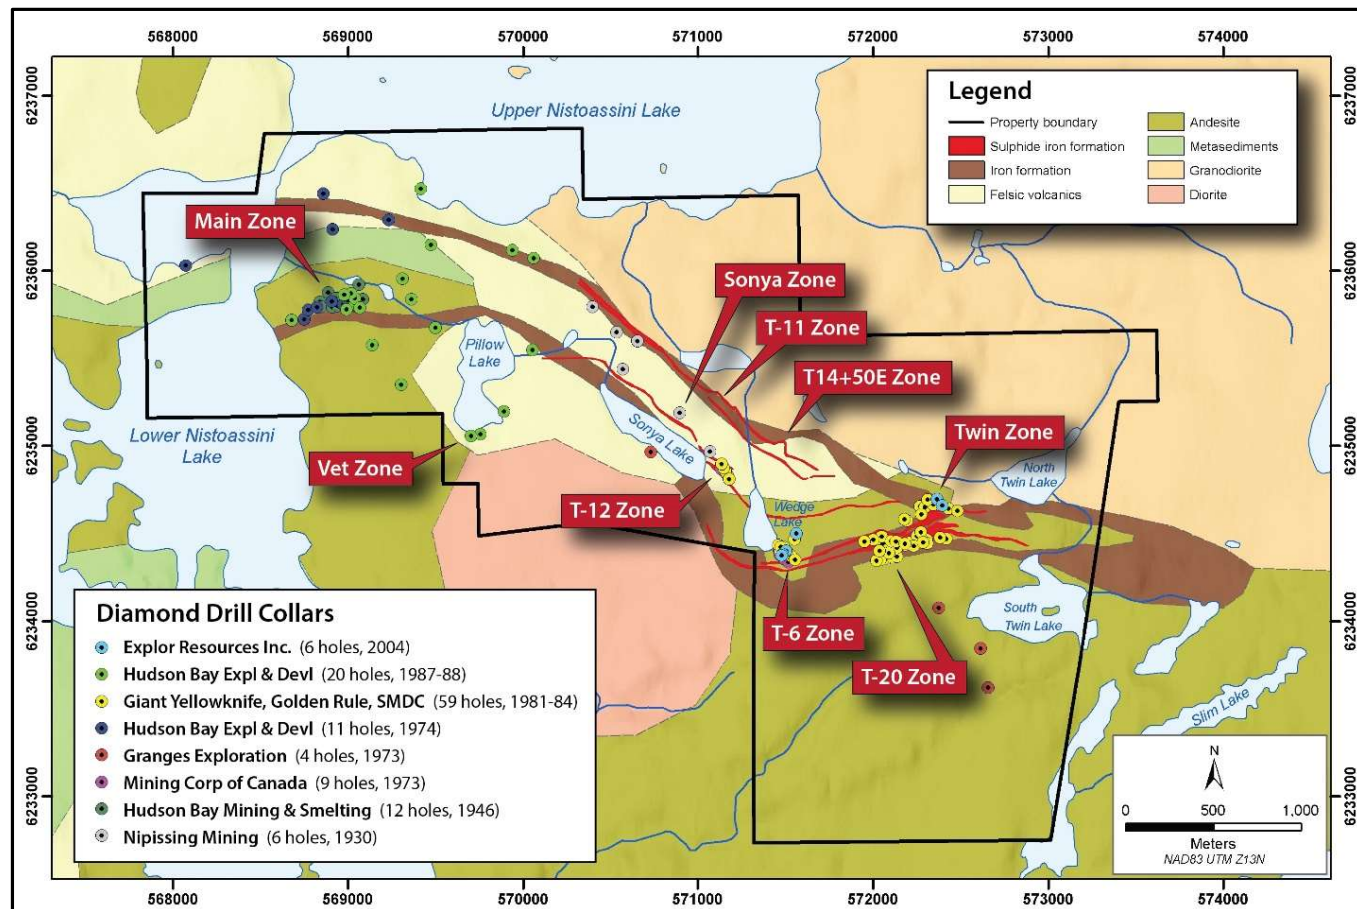 568000 569000 570000 571000 572000 573000 574000
6237000
6237000
Upper Nistoassini Lake
Legend
Property boundary
Sulphide iron formation
Iron formation
Felsic volcanics
Andesite
Metasediments
Granodiorite
Diorite
Main Zone
6236000
6236000
Sonya Zone
T-11 Zone
T14+50E Zone
Pillow
Lake
Sonya Lake
Twin Zone
6235000
6235000
Lower Nistoassini
Lake
Vet Zone
T-12 Zone
North
Twin Lake
Wedge
Lake
6234000
6234000
T-6 Zone
T-20 Zone
South
Twin Lake
Slim Lake
Diamond Drill Collars
Explor Resources Inc. (6 holes, 2004)
Hudson Bay Expl & Devl (20 holes, 1987-88)
Giant Yellowknife, Golden Rule, SMDC (59 holes, 1981-84)
Hudson Bay Expl & Devl (11 holes, 1974)
Granges Exploration (4 holes, 1973)
Mining Corp of Canada (9 holes, 1973)
Hudson Bay Mining & Smelting (12 holes, 1946)
Nipissing Mining (6 holes, 1930)
6233000
6233000
N
0 500 1,000
Meters
NAD83 UTM Z13N
568000 569000 570000 571000 572000 573000 574000